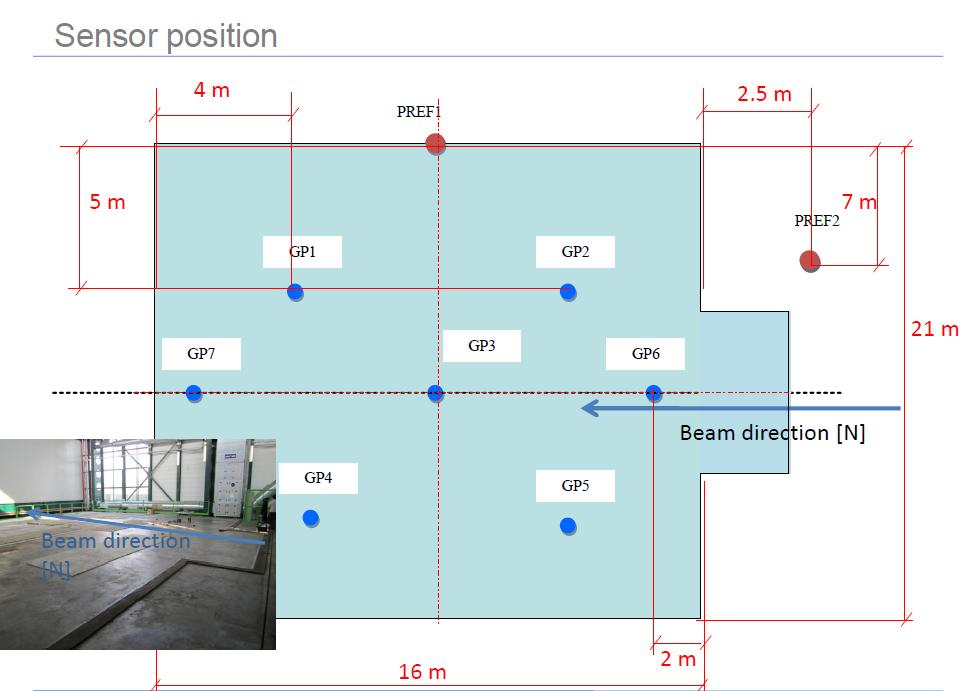 Sensor position
4 m
2.5 m
PREF1
5 m
7 m
PREF2
GP1
GP2
21 m
GP3
GP7
GP6
Beam direction [N]
GP4
GP5
Beam direction
[N]
2 m
16 m